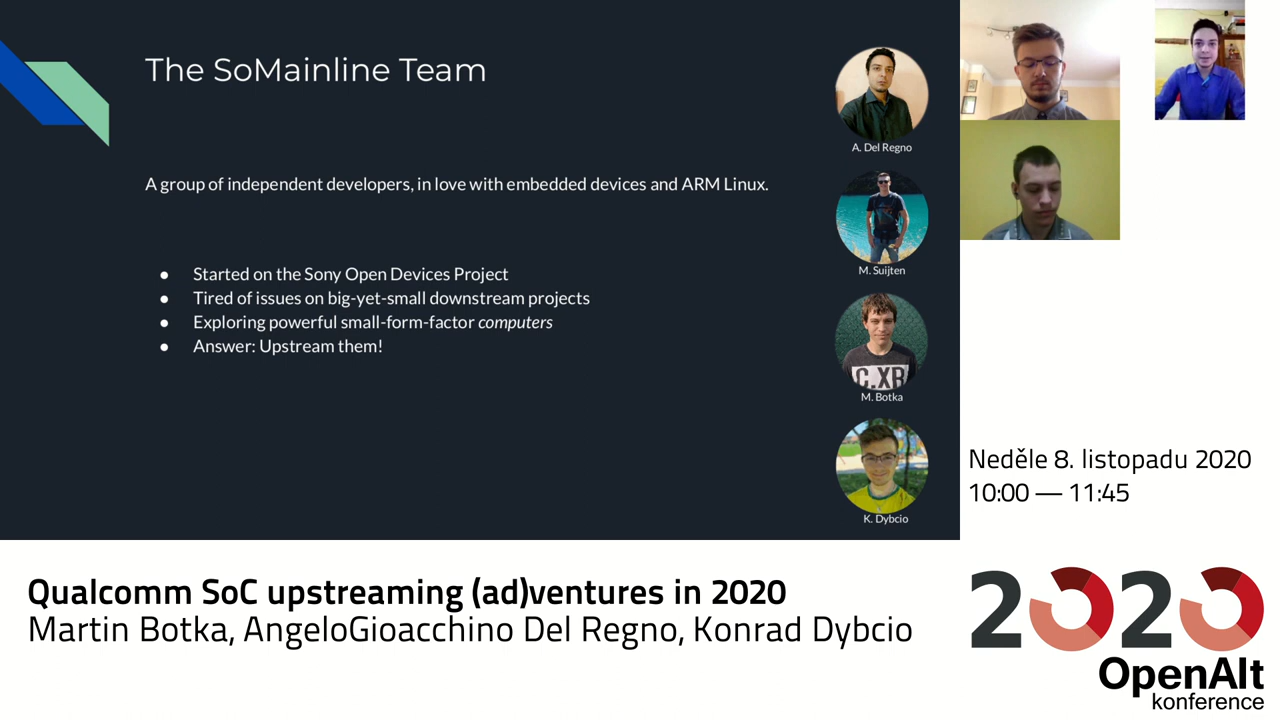 The SoMainline Team
A group of independent developers, in love with embedded devices and ARM Linux.
● Started on the Sony Open Devices Project
● Tired of issues on big-yet-small downstream projects
● Exploring powerful small-form-factor computers
● Answer: Upstream them!
A. Del Regno
M. Suijten
C.XR
M. Botka
K. Dybcio
Neděle 8. listopadu 2020
10:00 — 11:45
Qualcomm SoC upstreaming (ad)ventures in 2020
Martin Botka, AngeloGioacchino Del Regno, Konrad Dybcio
2020
OpenAlt
konference